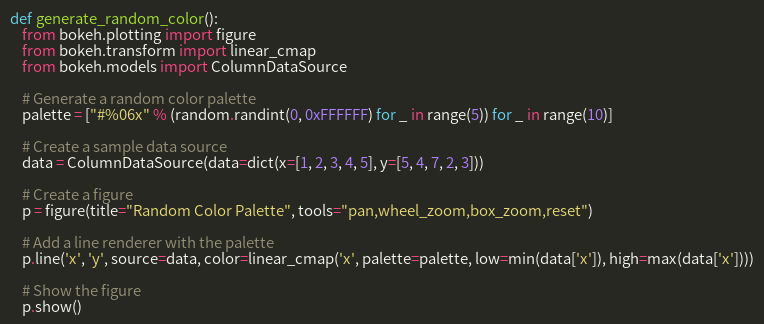 def generate_random_color():
from bokeh.plotting import figure
from bokeh.transform import linear_cmap
from bokeh.models import ColumnDataSource
# Generate a random color palette
palette = ["#%06x" % (random.randint(0, 0xFFFFFF) for _ in range(5)) for _ in range(10)]
# Create a sample data source
data = ColumnDataSource(data=dict(x=[1, 2, 3, 4, 5], y=[5, 4, 7, 2, 3]))
# Create a figure
p = figure(title="Random Color Palette", tools="pan,wheel_zoom,box_zoom,reset")
# Add a line renderer with the palette
p.line('x', 'y', source=data, color=linear_cmap('x', palette=palette, low=min(data['x']), high=max(data['x'])))
# Show the figure
p.show()